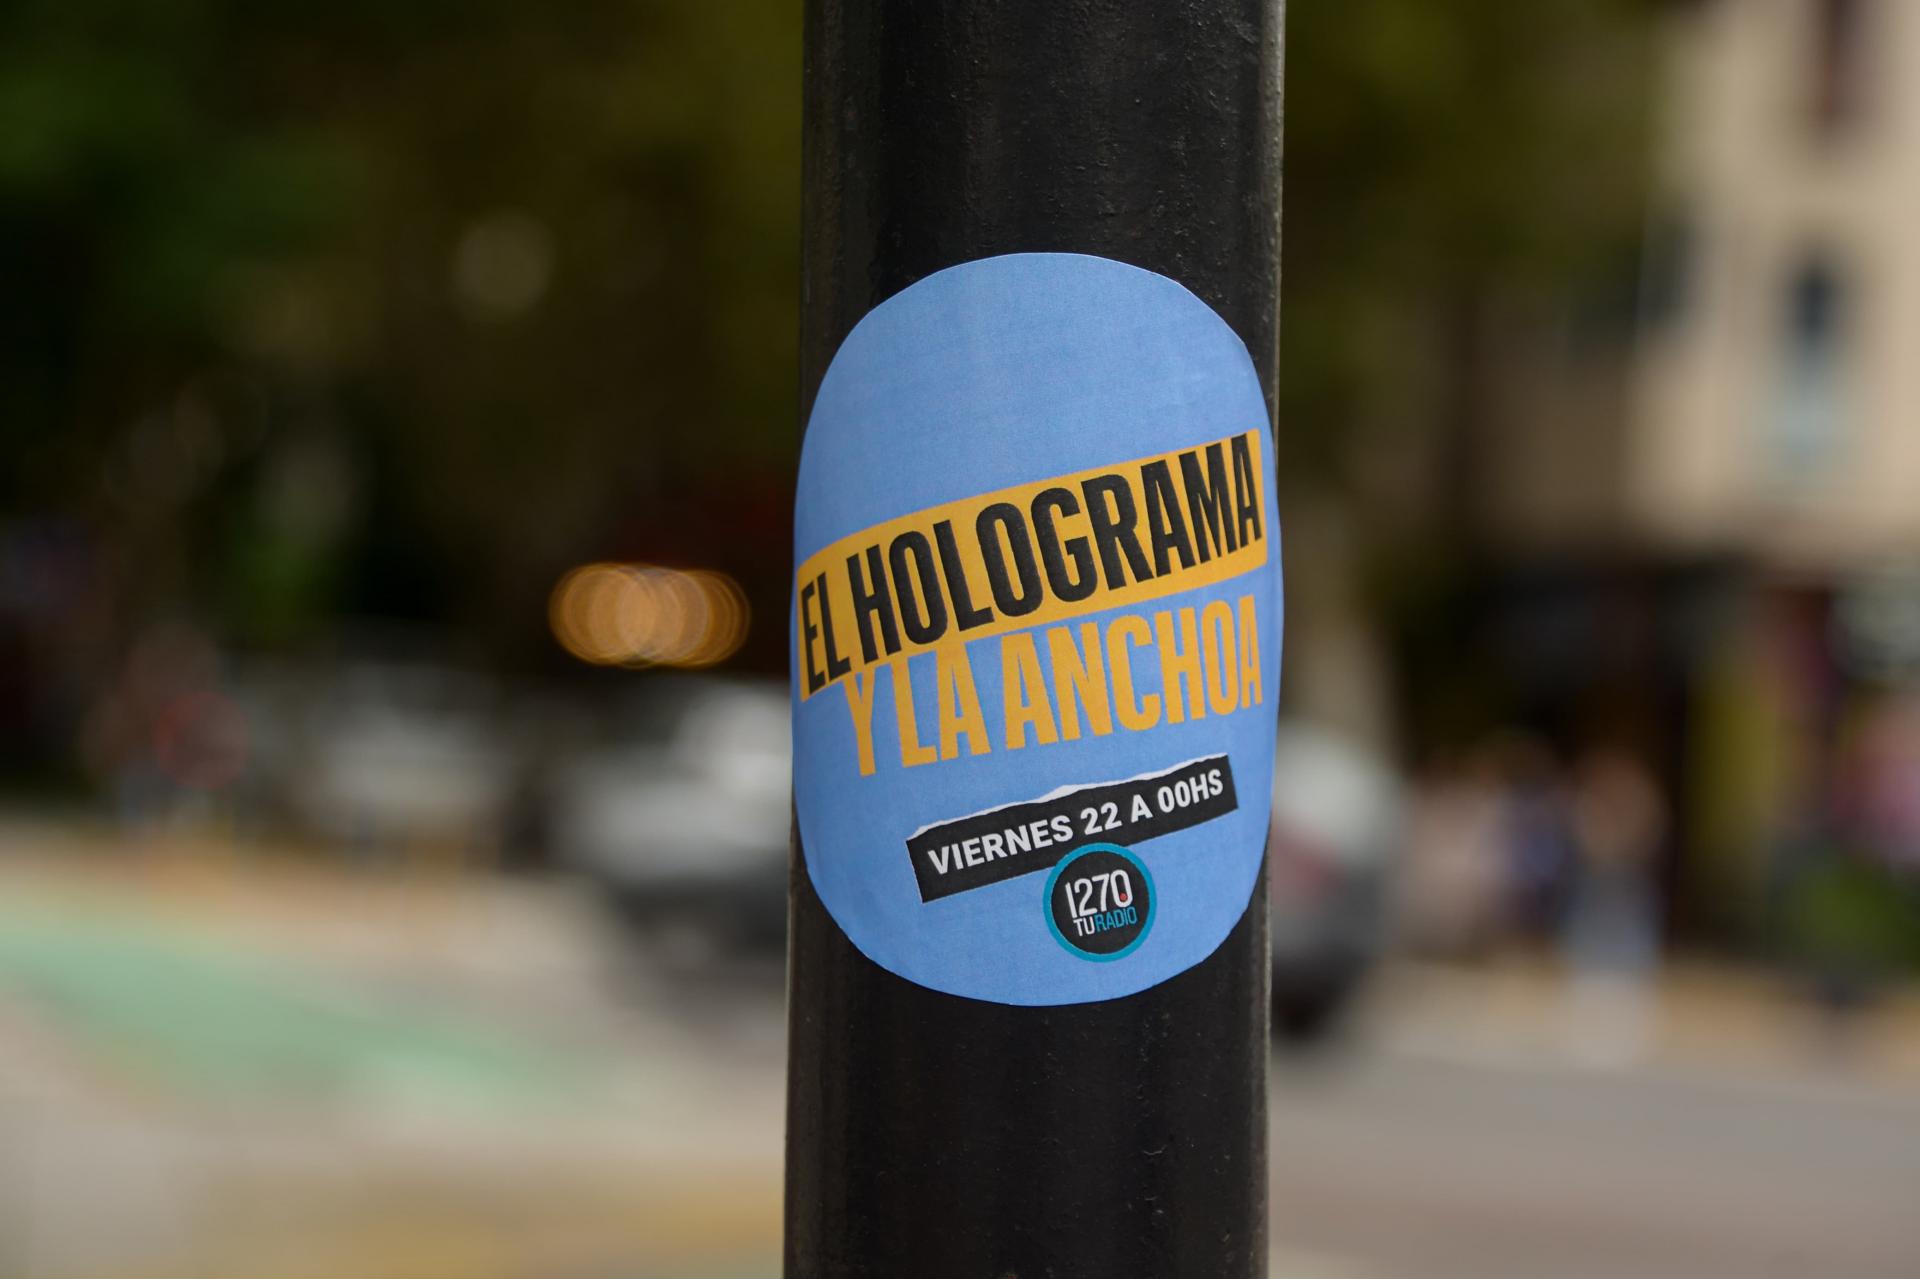 EL HOLOGRAMA
Y LA ANCHOA
VIERNES 22 A 00HS
1270
TU RADIO